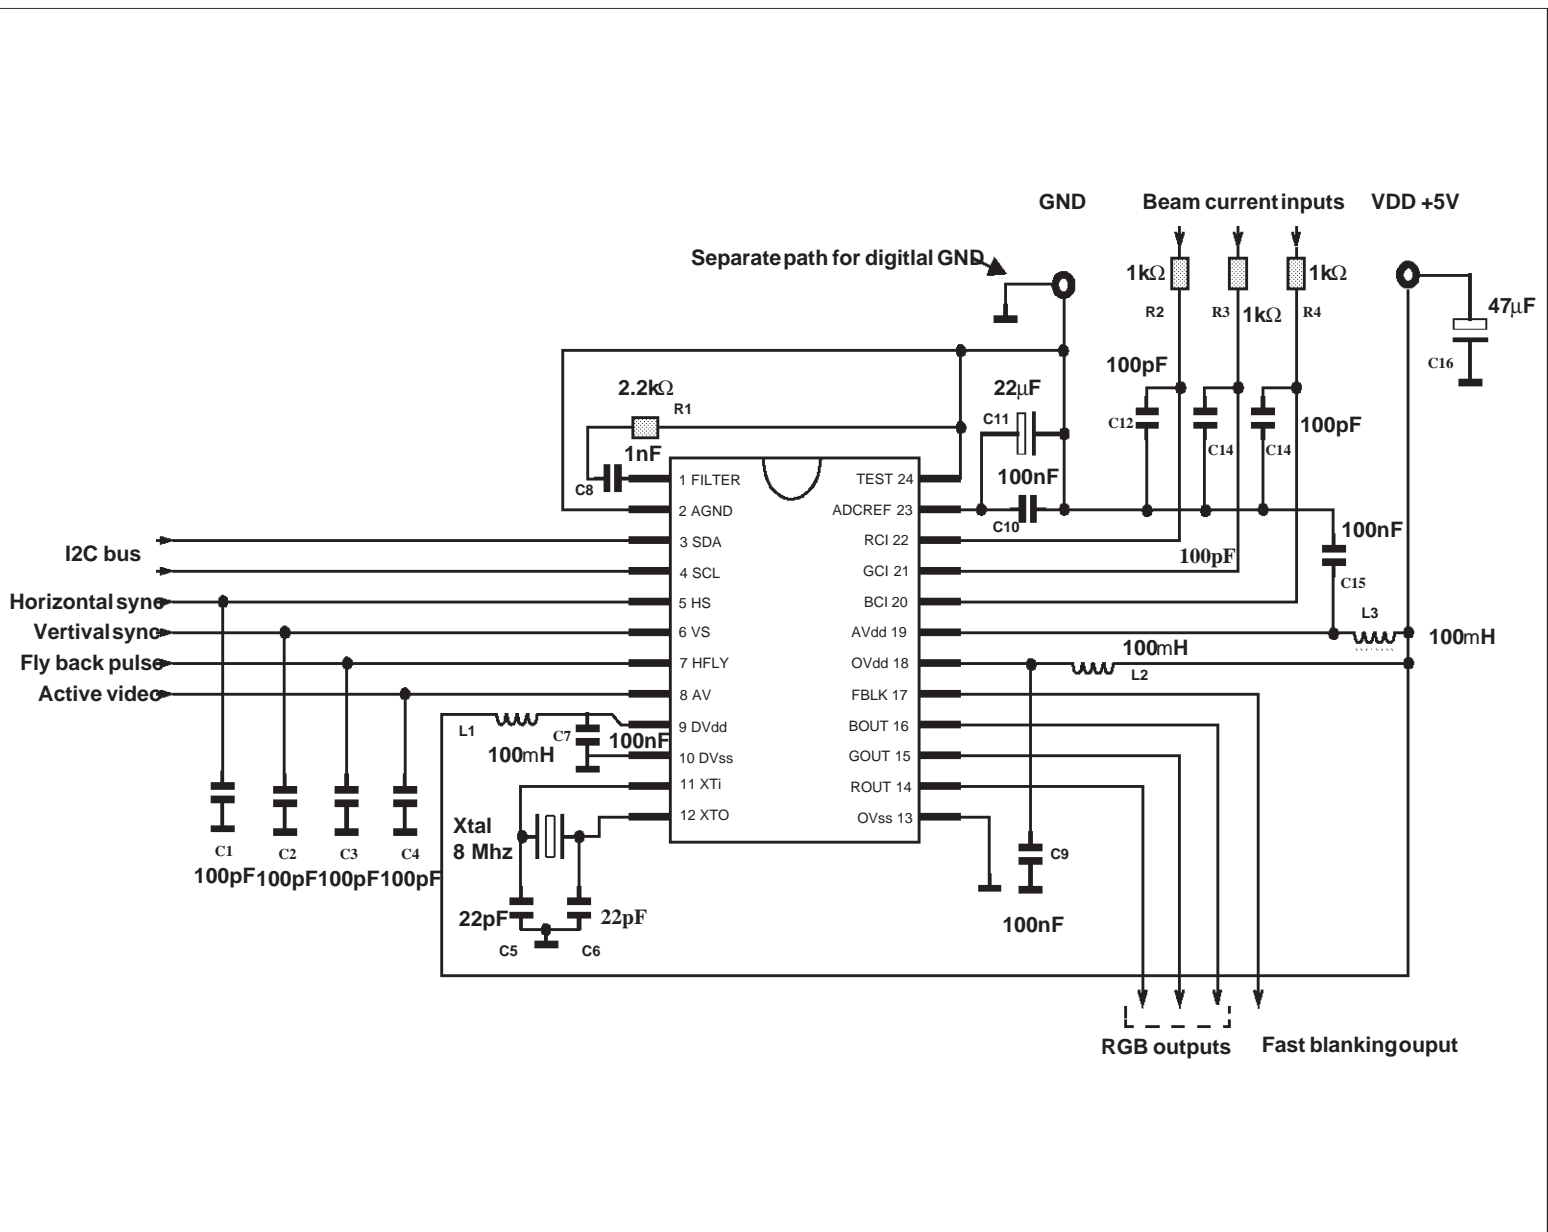 GND
Beam current inputs
VDD +5V
Separate path for digitlal GND
1kΩ
1kΩ
R2
R3
1kΩ
R4
47μF
C16
100pF
2.2kΩ
R1
22μF
C11
C12
C14
C14
100pF
1nF
C8
100nF
C10
1 FILTER
TEST 24
2 AGND
ADCREF 23
3 SDA
RCI 22
4 SCL
GCI 21
5 HS
BCI 20
6 VS
AVdd 19
7 HFLY
OVdd 18
8 AV
FBLK 17
9 DVdd
BOUT 16
10 DVss
GOUT 15
11 XTi
ROUT 14
12 XTO
OVss 13
I2C bus
Horizontal sync
Vertival sync
Fly back pulse
Active video
100pF
100nF
C15
L3
100mH
100mH
L2
L1
100mH
C7
100nF
Xtal
8 Mhz
C1
C2
C3
C4
100pF
100pF
100pF
100pF
22pF
22pF
C5
C6
C9
100nF
RGB outputs
Fast blanking ouput